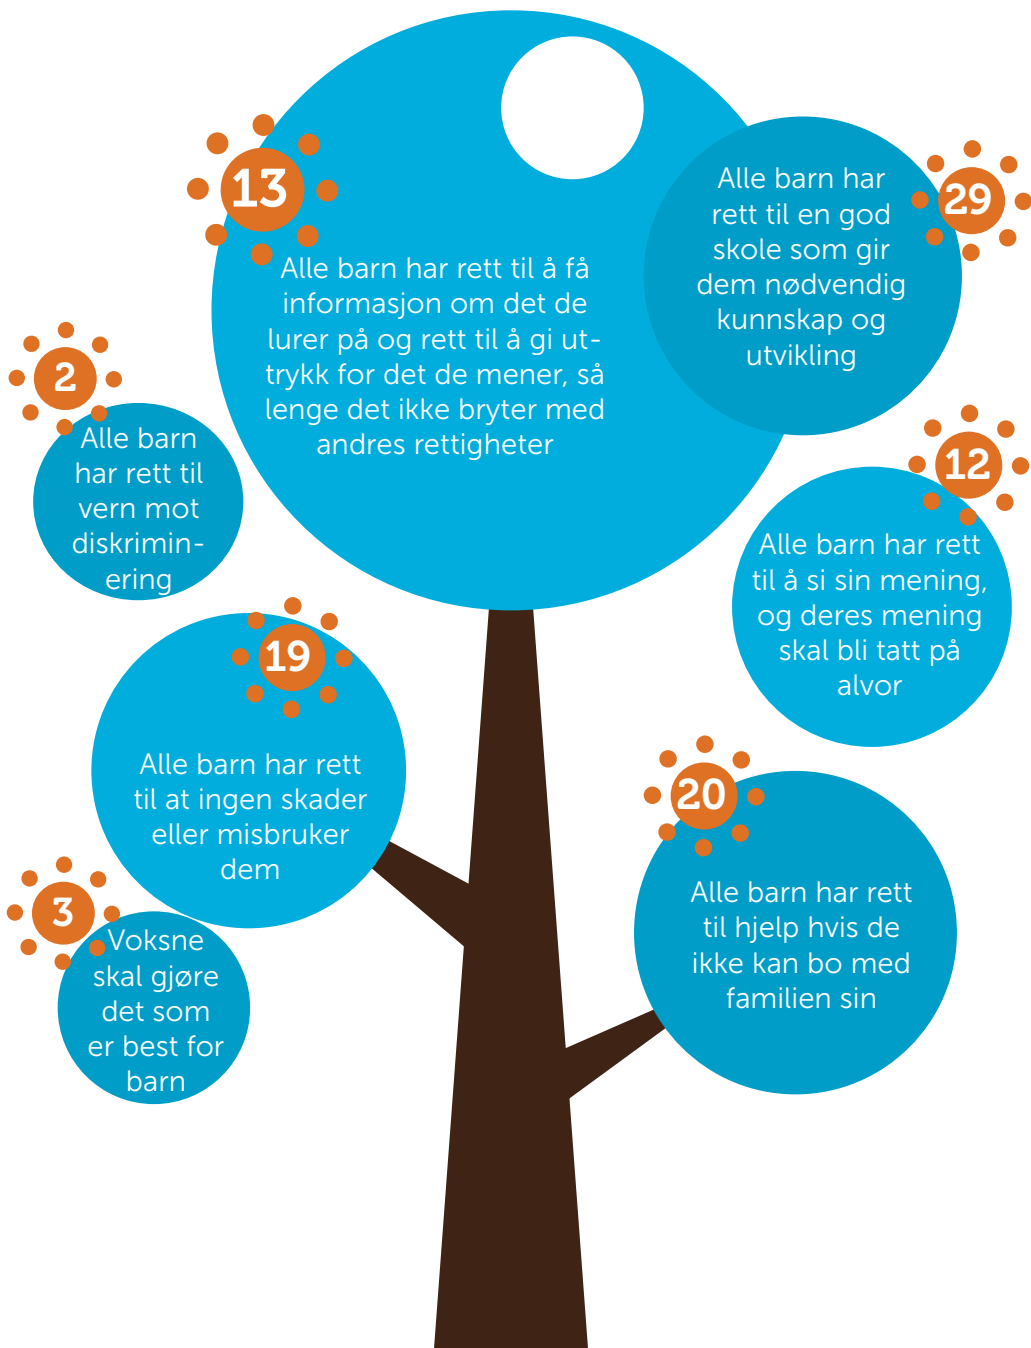 13
Alle barn har rett til å få
informasjon om det de
lurer på og rett til å gi ut-
trykk for det de mener, så
lenge det ikke bryter med
andres rettigheter
29
Alle barn har
rett til en god
skole som gir
dem nødvendig
kunnskap og
utvikling
2
Alle barn
har rett til
vern mot
diskrimin-
ering
12
Alle barn har rett
til å si sin mening,
og deres mening
skal bli tatt på
alvor
19
Alle barn har rett
til at ingen skader
eller misbruker
dem
20
Alle barn har rett
til hjelp hvis de
ikke kan bo med
familien sin
3
Voksne
skal gjøre
det som
er best for
barn